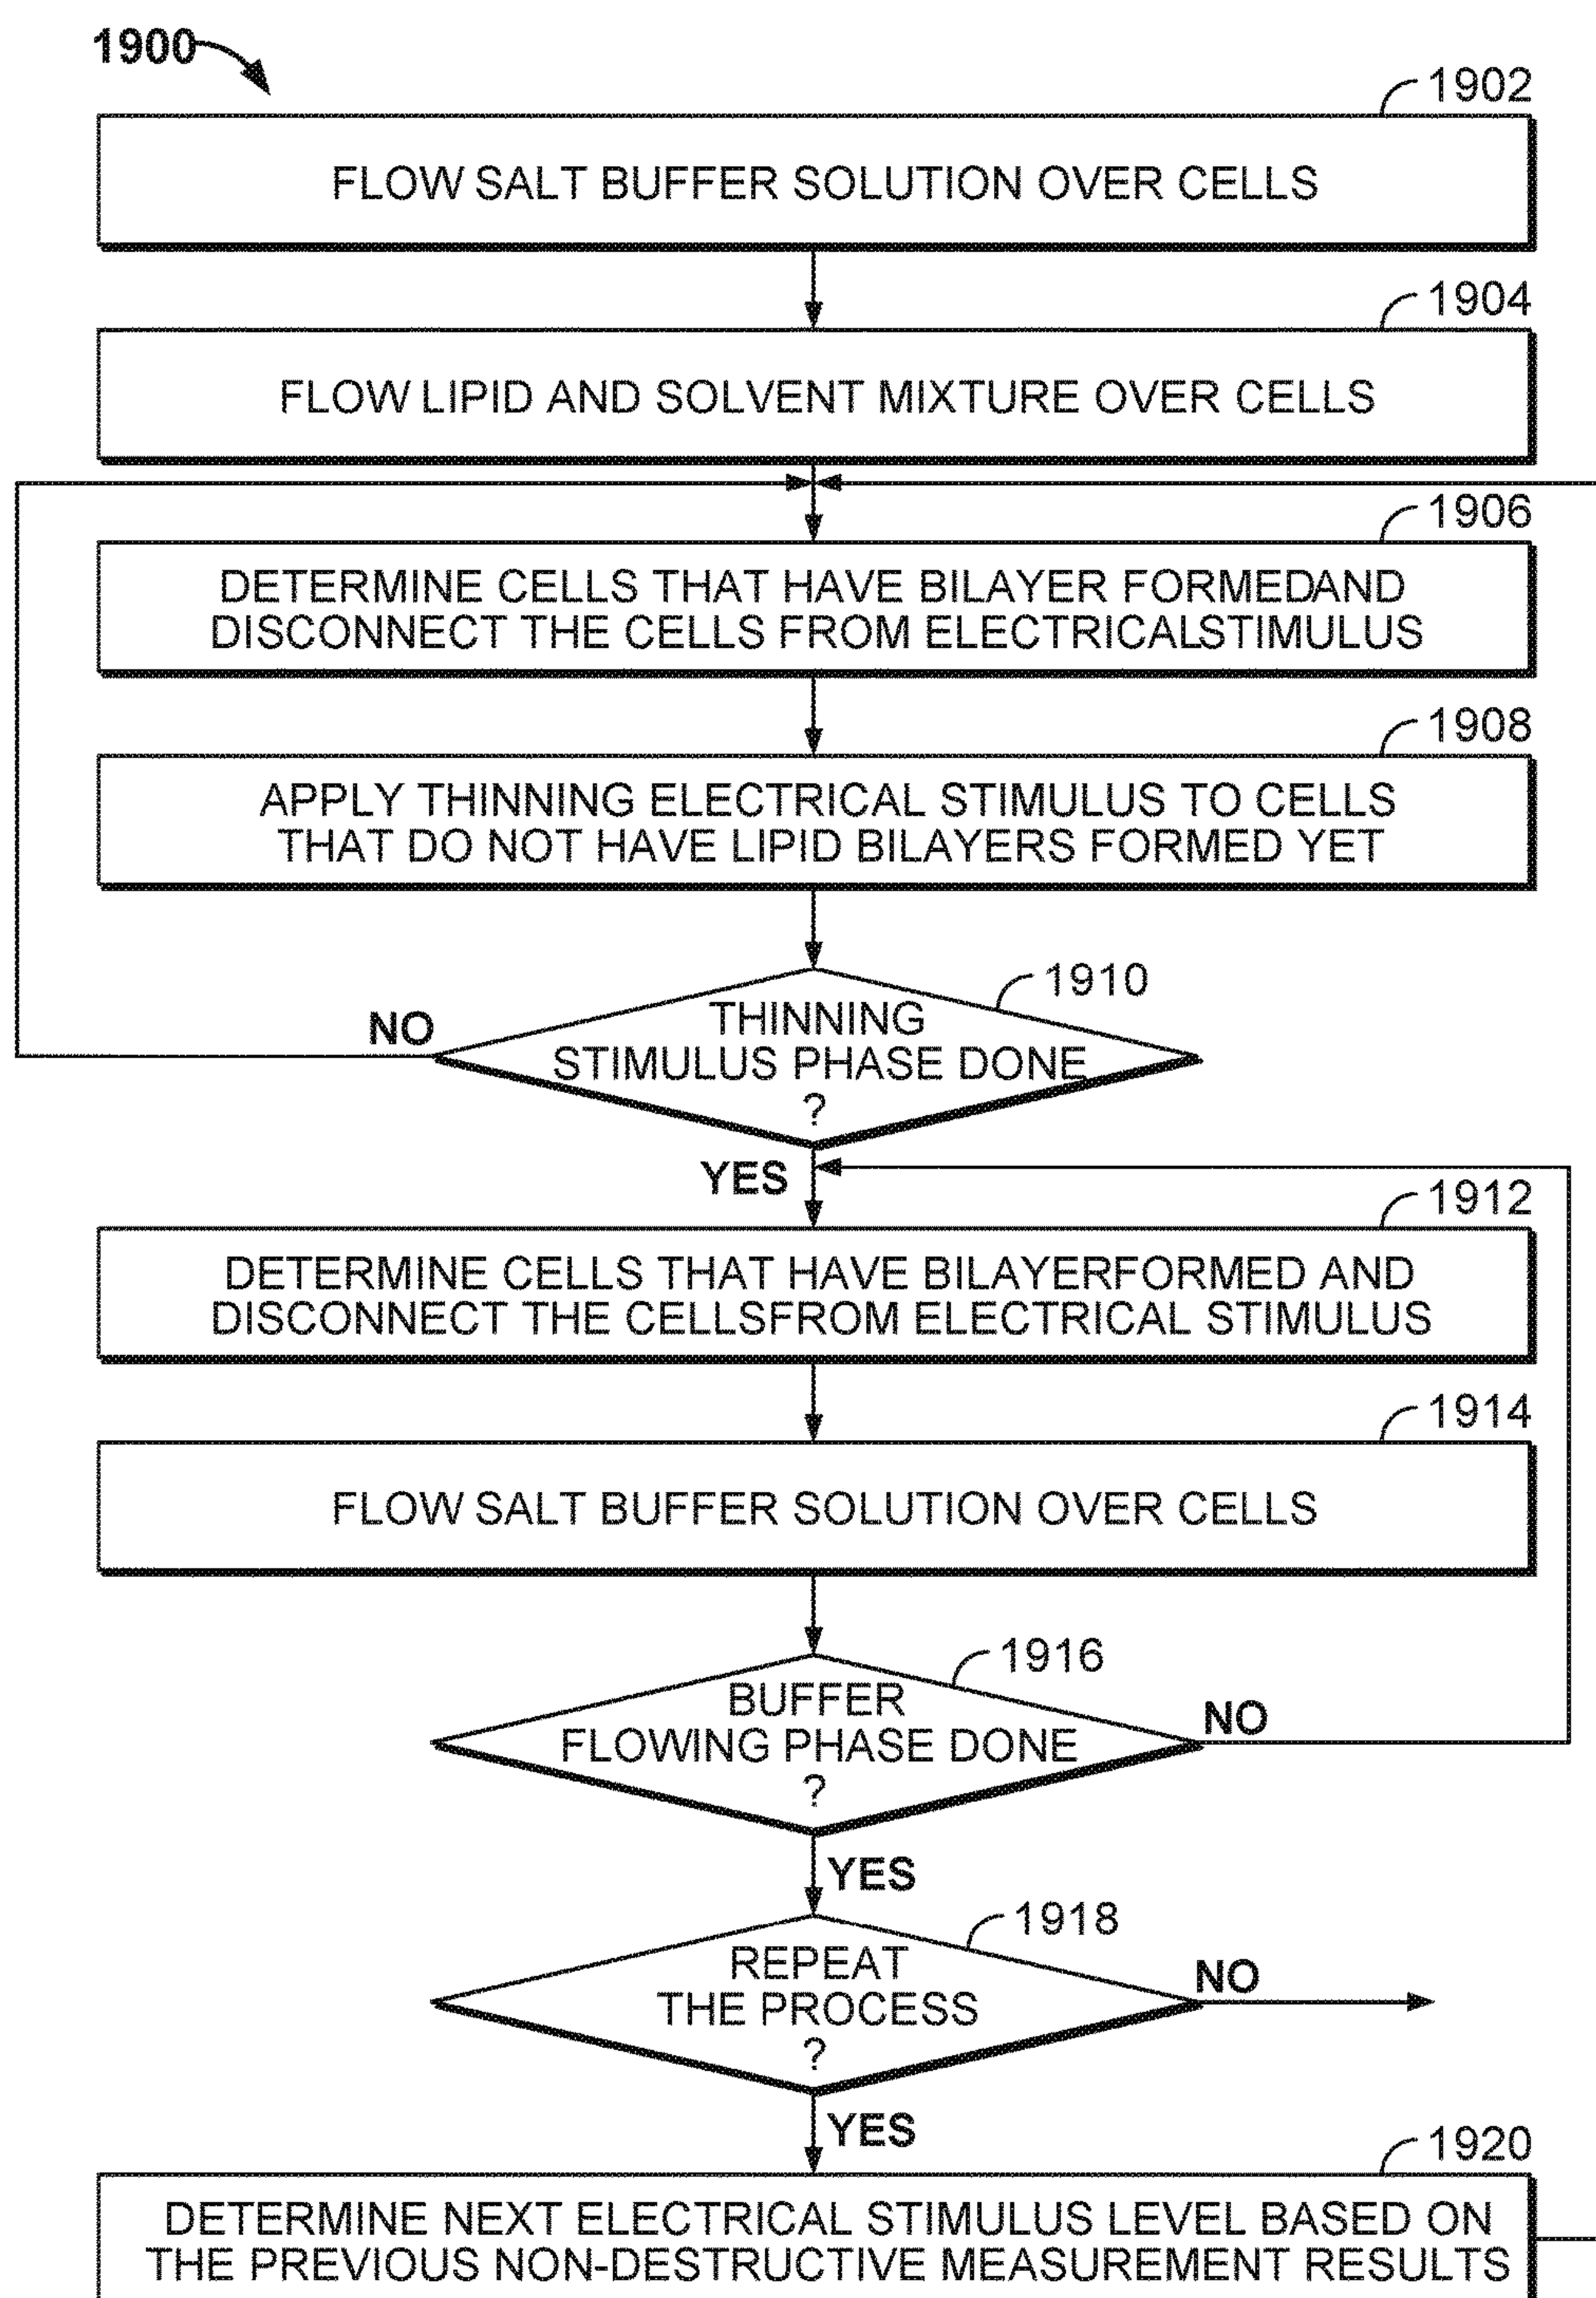 1900
1902
FLOW SALT BUFFER SOLUTION OVER CELLS
1904
FLOW LIPID AND SOLVENT MIXTURE OVER CELLS
1906
DETERMINE CELLS THAT HAVE BILAYER FORMEDAND
DISCONNECT THE CELLS FROM ELECTRICALSTIMULUS
1908
APPLY THINNING ELECTRICAL STIMULUS TO CELLS
THAT DO NOT HAVE LIPID BILAYERS FORMED YET
1910
NO
THINNING
STIMULUS PHASE DONE
?
YES
1912
DETERMINE CELLS THAT HAVE BILAYERFORMED AND
DISCONNECT THE CELLSFROM ELECTRICAL STIMULUS
1914
FLOW SALT BUFFER SOLUTION OVER CELLS
1916
BUFFER
FLOWING PHASE DONE
?
NO
YES
1918
REPEAT
THE PROCESS
?
NO
YES
1920
DETERMINE NEXT ELECTRICAL STIMULUS LEVEL BASED ON
THE PREVIOUS NON-DESTRUCTIVE MEASUREMENT RESULTS